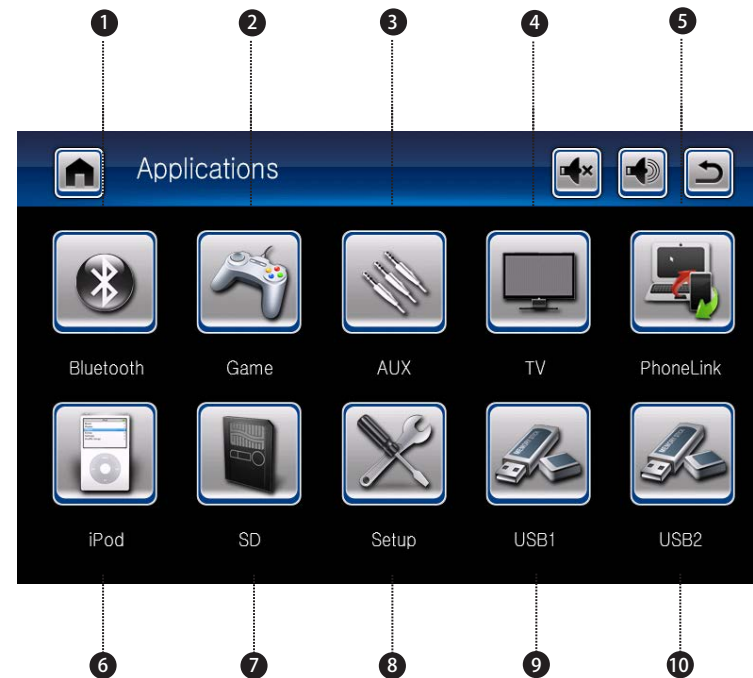 1 2 3 4 5
Applications
Bluetooth Game AUX TV PhoneLink
iPod SD Setup USB1 USB2
6 7 8 9 10